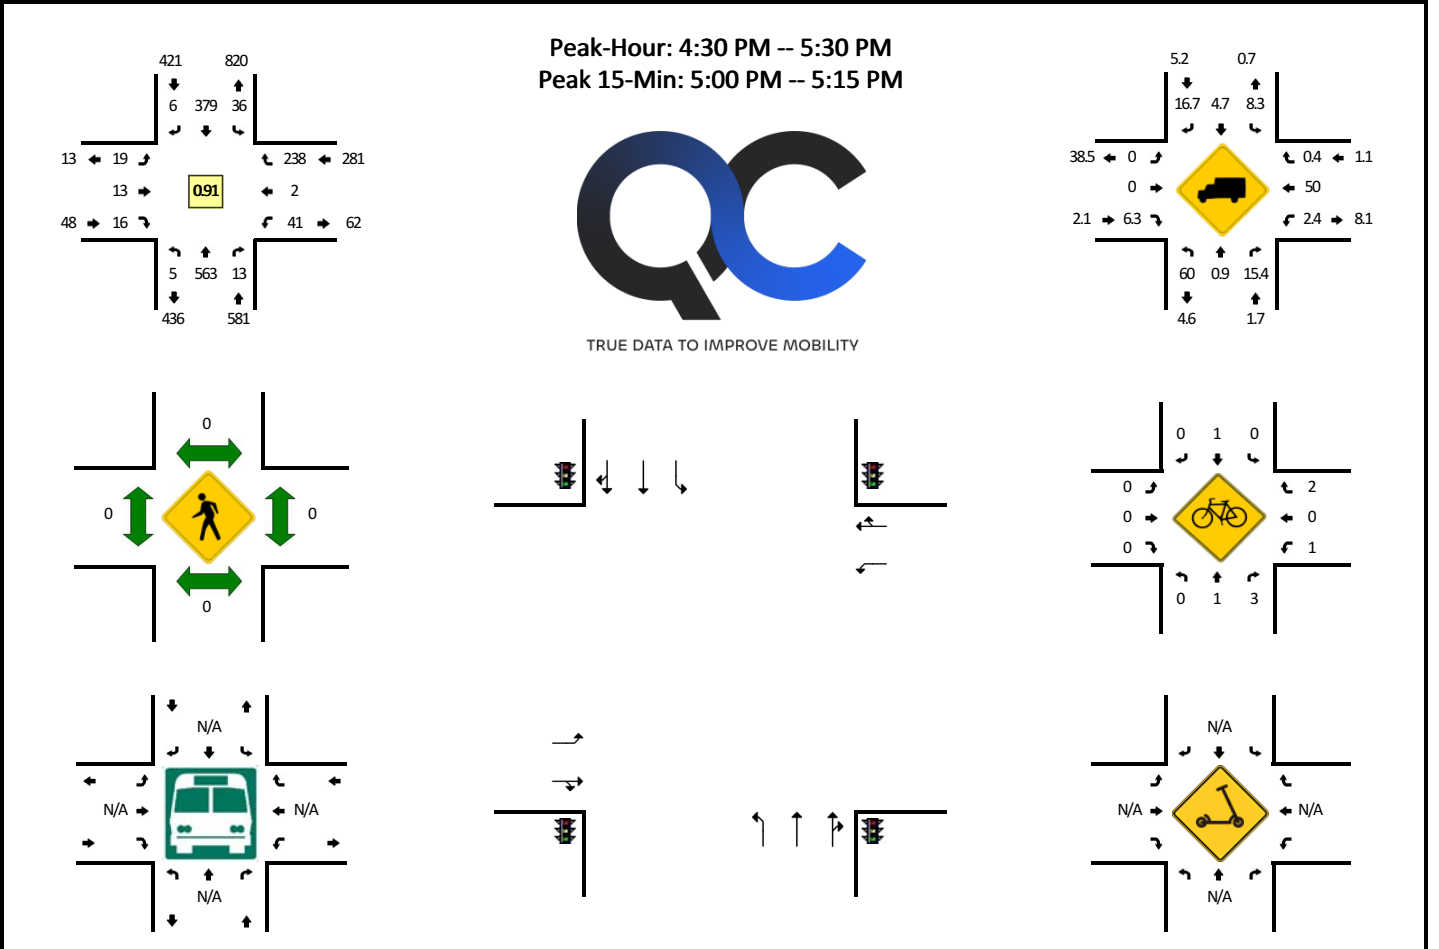 Peak-Hour: 4:30 PM -- 5:30 PM
Peak 15-Min: 5:00 PM -- 5:15 PM
421 820
6 379 36
13 19 238 281
13 0.91 2
48 16 41 62
5 563 13
436 581
QC
TRUE DATA TO IMPROVE MOBILITY
5.2 0.7
16.7 4.7 8.3
38.5 0 0.4 1.1
0 50
2.1 6.3 2.4 8.1
60 0.9 15.4
4.6 1.7
0
0 0
0
0 1 0
0 2
0 0
0 1
0 1 3
N/A
N/A N/A
N/A
N/A
N/A N/A
N/A